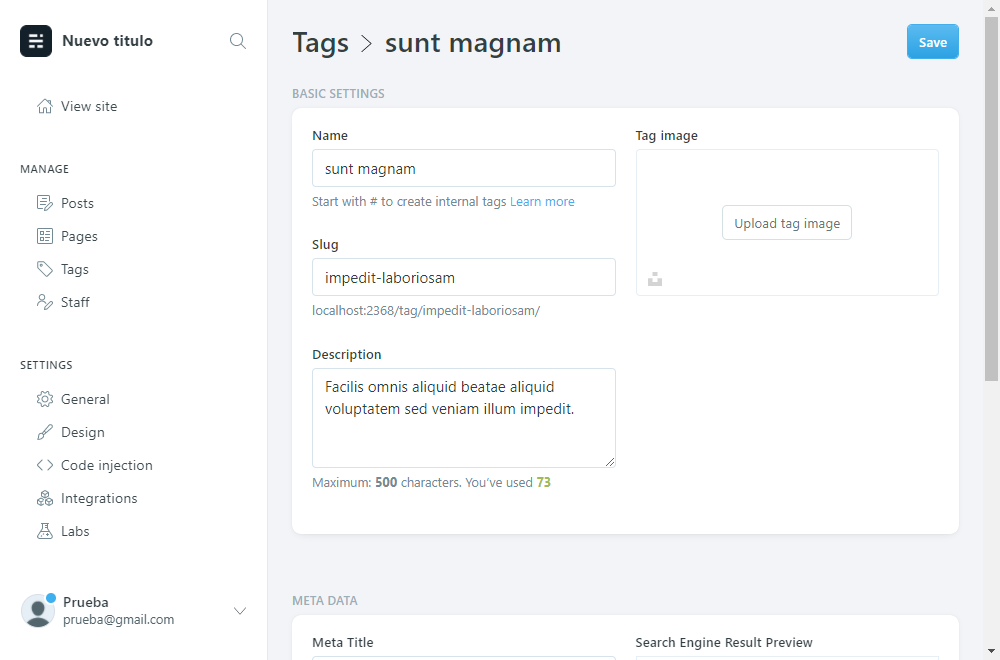 Nuevo titulo
View site
MANAGE
Posts
Pages
Tags
Staff
SETTINGS
General
Design
Code injection
Integrations
Labs
Prueba
prueba@gmail.com
Tags > sunt magnam
Save
BASIC SETTINGS
Name
sunt magnam
Start with # to create internal tags Learn more
Slug
impedit-laboriosam
localhost:2368/tag/impedit-laboriosam/
Description
Facilis omnis aliquid beatae aliquid
voluptatem sed veniam illum impedit.
Maximum: 500 characters. You’ve used 73
Tag image
Upload tag image
META DATA
Meta Title
Search Engine Result Preview